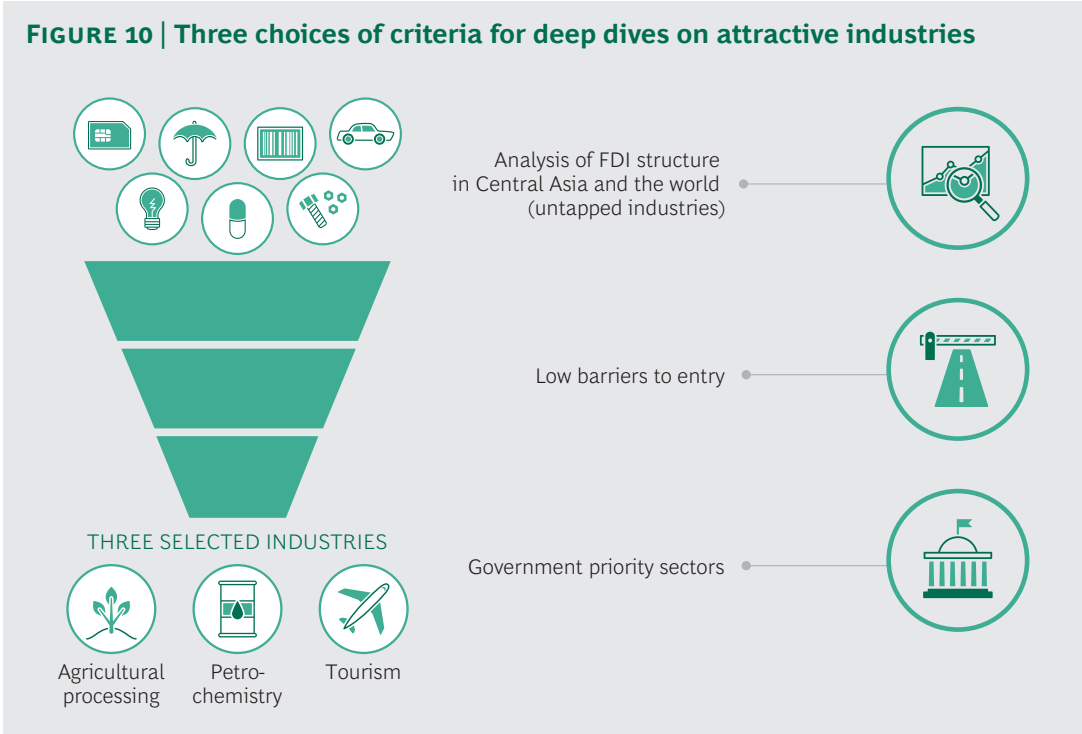 FIGURE 10 | Three choices of criteria for deep dives on attractive industries
Analysis of FDI structure
in Central Asia and the world
(untapped industries)
Low barriers to entry
Government priority sectors
THREE SELECTED INDUSTRIES
Agricultural
processing
Petro-
chemistry
Tourism